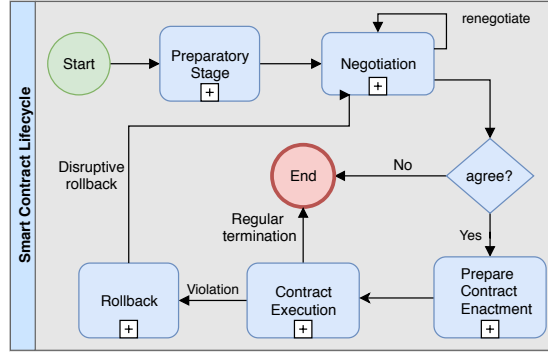 Smart Contract Lifecycle
Start
Preparatory
Stage
+
Negotiation
+
renegotiate
agree?
No
Yes
End
Disruptive
rollback
Regular
termination
Rollback
+
Violation
Contract
Execution
+
Prepare
Contract
Enactment
+